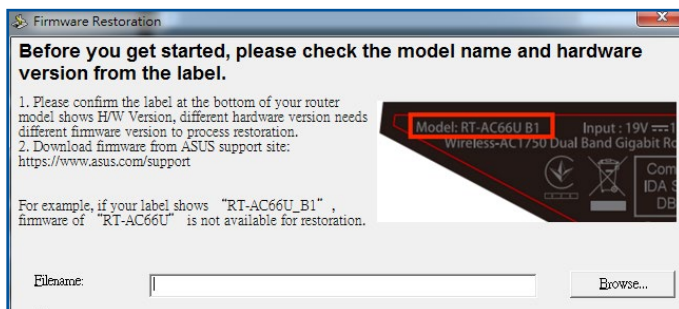 Firmware Restoration
Before you get started, please check the model name and hardware
version from the label.
1. Please confirm the label at the bottom of your router
model shows H/W Version, different hardware version needs
different firmware version to process restoration.
2. Download firmware from ASUS support site:
https://www.asus.com/support
For example, if your label shows “RT-AC66U_B1” ,
firmware of “RT-AC66U” is not available for restoration.
Model: RT-AC66U B1 Input : 19V
Wireless-AC1750 Dual Band Gigabit
Com
IDA
DB
Filename:
Browse...